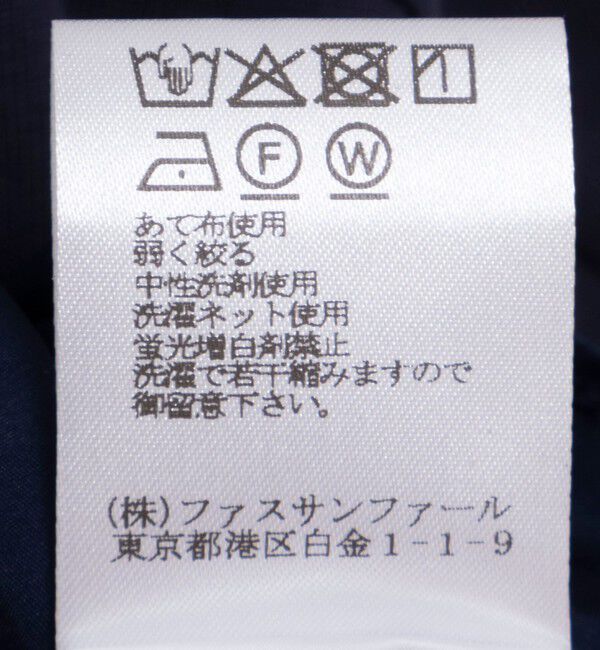 F W
あて布使用
弱く絞る
中性洗剤使用
洗濯ネット使用
蛍光増白剤禁止
洗濯で若干縮みますので
御留意下さい。
(株)ファスサンファール
東京都港区白金1-1-9